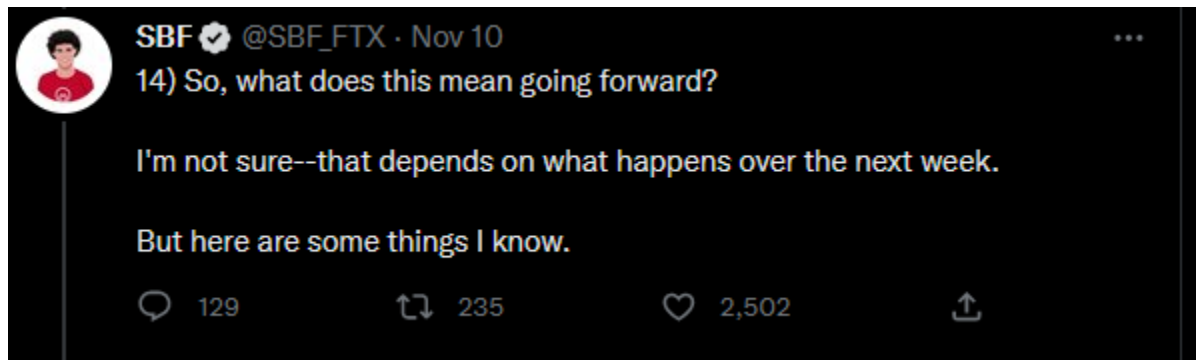 SBF @SBF_FTX · Nov 10
14) So, what does this mean going forward?
I'm not sure--that depends on what happens over the next week.
But here are some things I know.
129 235 2,502